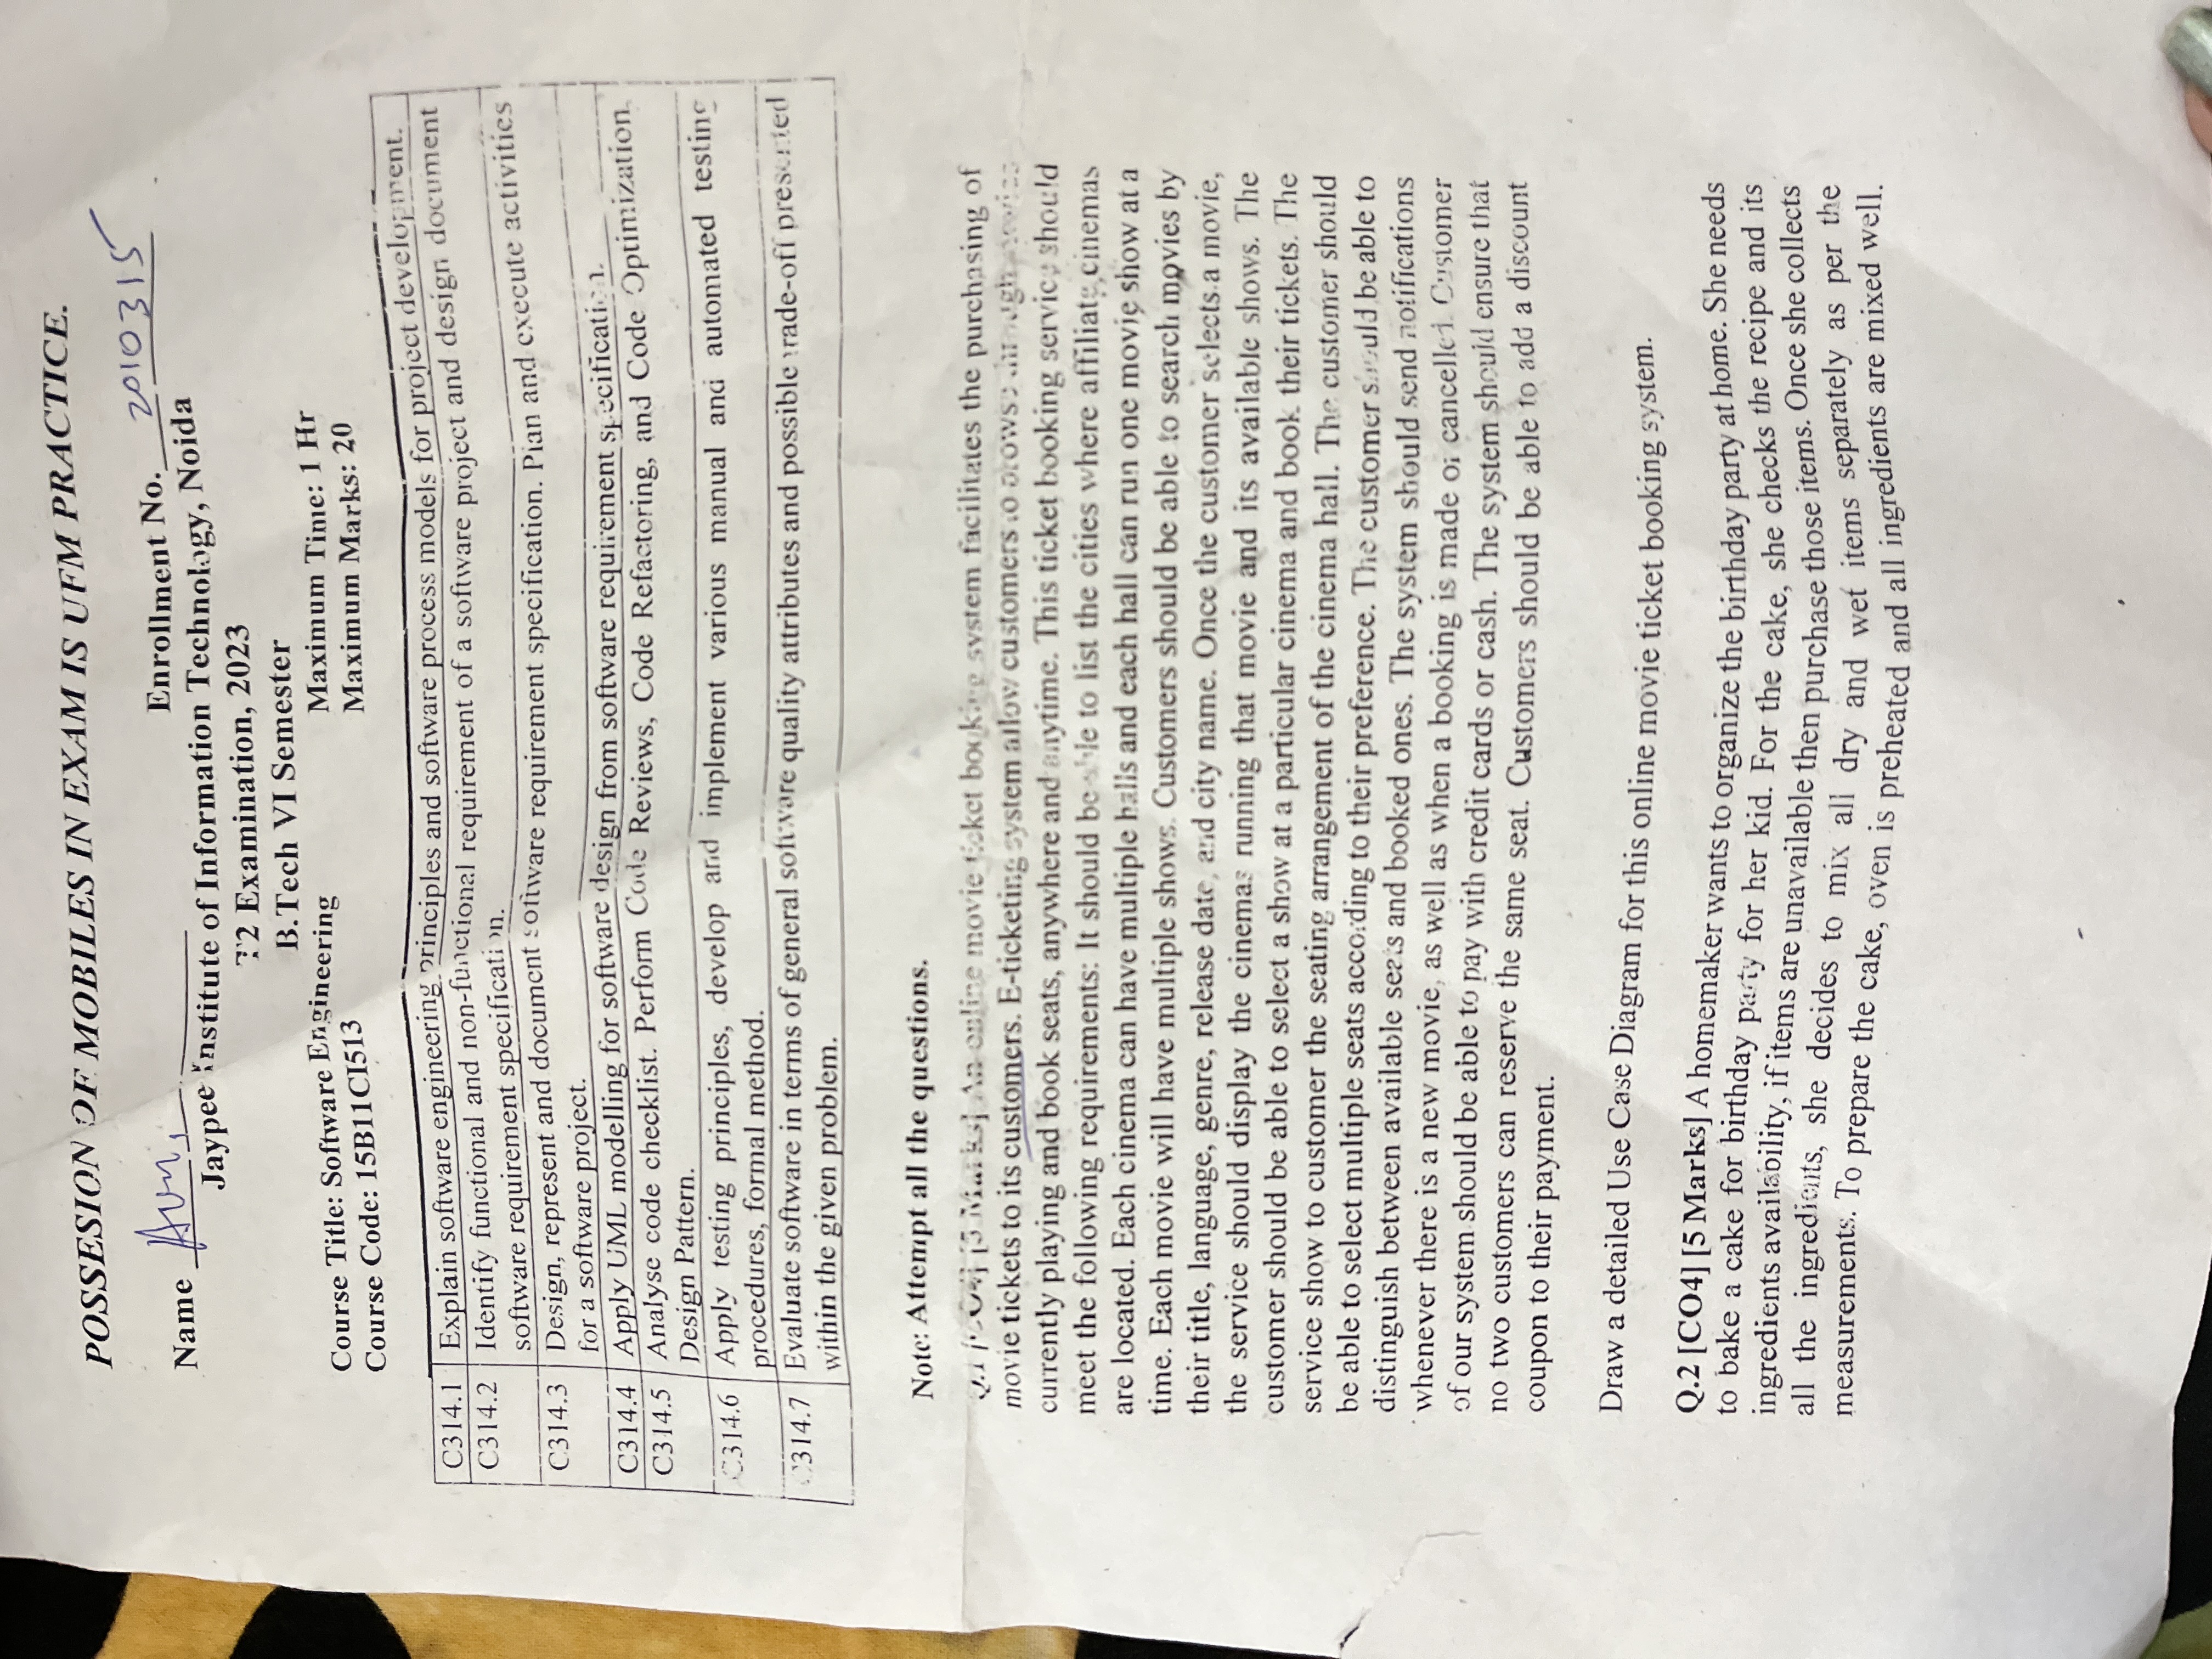 POSSESION OF MOBILES IN EXAM IS UFM PRACTICE.
Name Enrollment No. 2010315
Jaypee Institute of Information Technology, Noida
T2 Examination, 2023
B.Tech VI Semester
Course Title: Software Engineering Maximum Time: 1 Hr
Course Code: 15B11CI513 Maximum Marks: 20
C314.1 Explain software engineering principles and software process models for project development.
C314.2 Identify functional and non-functional requirement of a software project and design document
software requirement specification.
C314.3 Design, represent and document software requirement specification. Plan and execute activities
for a software project.
C314.4 Apply UML modelling for software design from software requirement specification.
C314.5 Analyse code checklist. Perform Code Reviews, Code Refactoring, and Code Optimization
Design Pattern.
C314.6 Apply testing principles, develop and implement various manual and automated testing
procedures, formal method.
C314.7 Evaluate software in terms of general software quality attributes and possible trade-off presented
within the given problem.
Note: Attempt all the questions.
Q.1 [CO4] [5 Marks] An online movie ticket booking system facilitates the purchasing of
movie tickets to its customers. E-ticketing system allow customers to browse through movies
currently playing and book seats, anywhere and anytime. This ticket booking service should
meet the following requirements: It should be able to list the cities where affiliate cinemas
are located. Each cinema can have multiple halls and each hall can run one movie show at a
time. Each movie will have multiple shows. Customers should be able to search movies by
their title, language, genre, release date, and city name. Once the customer selects a movie,
the service should display the cinemas running that movie and its available shows. The
customer should be able to select a show at a particular cinema and book their tickets. The
service show to customer the seating arrangement of the cinema hall. The customer should
be able to select multiple seats according to their preference. The customer should be able to
distinguish between available seats and booked ones. The system should send notifications
whenever there is a new movie, as well as when a booking is made or cancelled. Customer
of our system should be able to pay with credit cards or cash. The system should ensure that
no two customers can reserve the same seat. Customers should be able to add a discount
coupon to their payment.
Draw a detailed Use Case Diagram for this online movie ticket booking system.
Q.2 [CO4] [5 Marks] A homemaker wants to organize the birthday party at home. She needs
to bake a cake for birthday party for her kid. For the cake, she checks the recipe and its
ingredients availability, if items are unavailable then purchase those items. Once she collects
all the ingredients, she decides to mix all dry and wet items separately as per the
measurements. To prepare the cake, oven is preheated and all ingredients are mixed well.